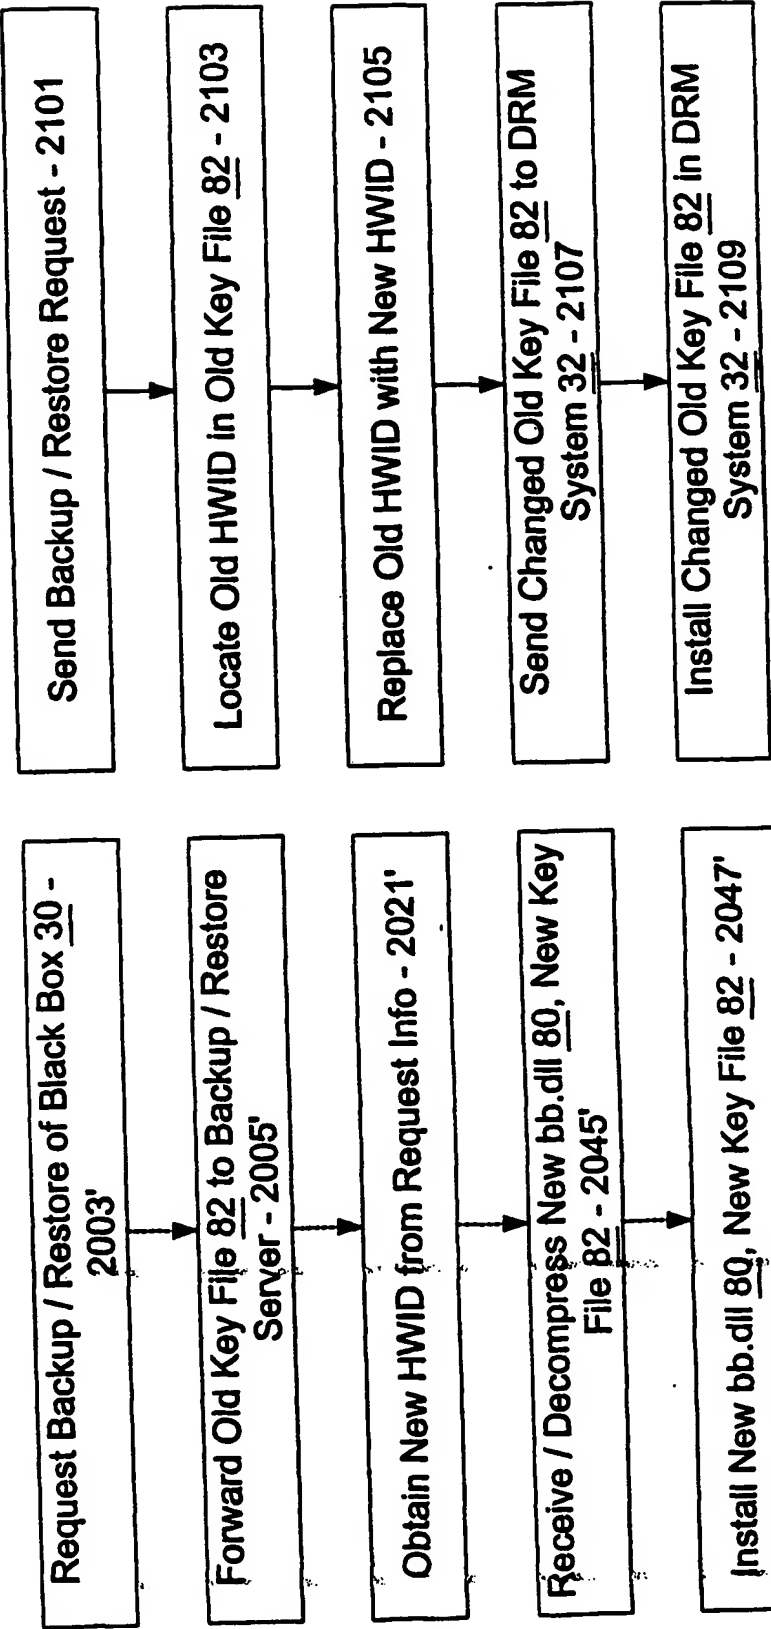 Request Backup / Restore of Black Box 30 -
2003'
Forward Old Key File 82 to Backup / Restore
Server - 2005'
Obtain New HWID from Request Info - 2021'
Receive / Decompress New bb.dll 80, New Key
File 82 - 2045'
Install New bb.dll 80, New Key File 82 - 2047'
Send Backup / Restore Request - 2101
Locate Old HWID in Old Key File 82 - 2103
Replace Old HWID with New HWID - 2105
Send Changed Old Key File 82 to DRM
System 32 - 2107
Install Changed Old Key File 82 in DRM
System 32 - 2109